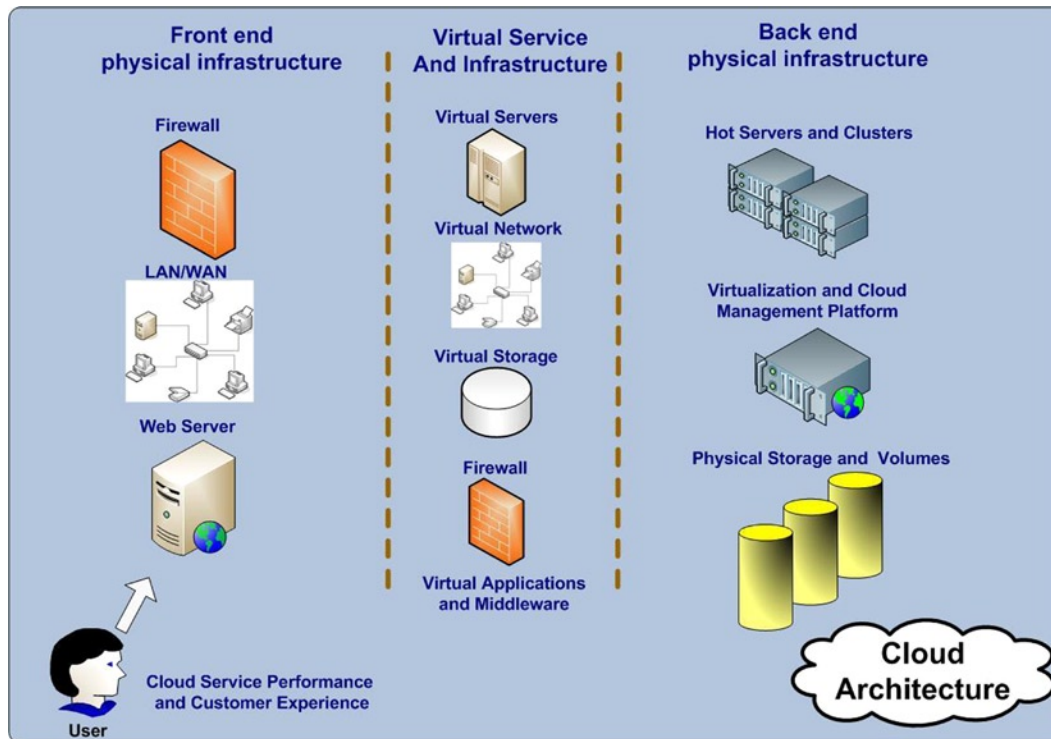 Front end
physical infrastructure
Firewall
LAN/WAN
Web Server
User
Cloud Service Performance
and Customer Experience
Virtual Service
And Infrastructure
Virtual Servers
Virtual Network
Virtual Storage
Firewall
Virtual Applications
and Middleware
Back end
physical infrastructure
Hot Servers and Clusters
Virtualization and Cloud
Management Platform
Physical Storage and Volumes
Cloud
Architecture